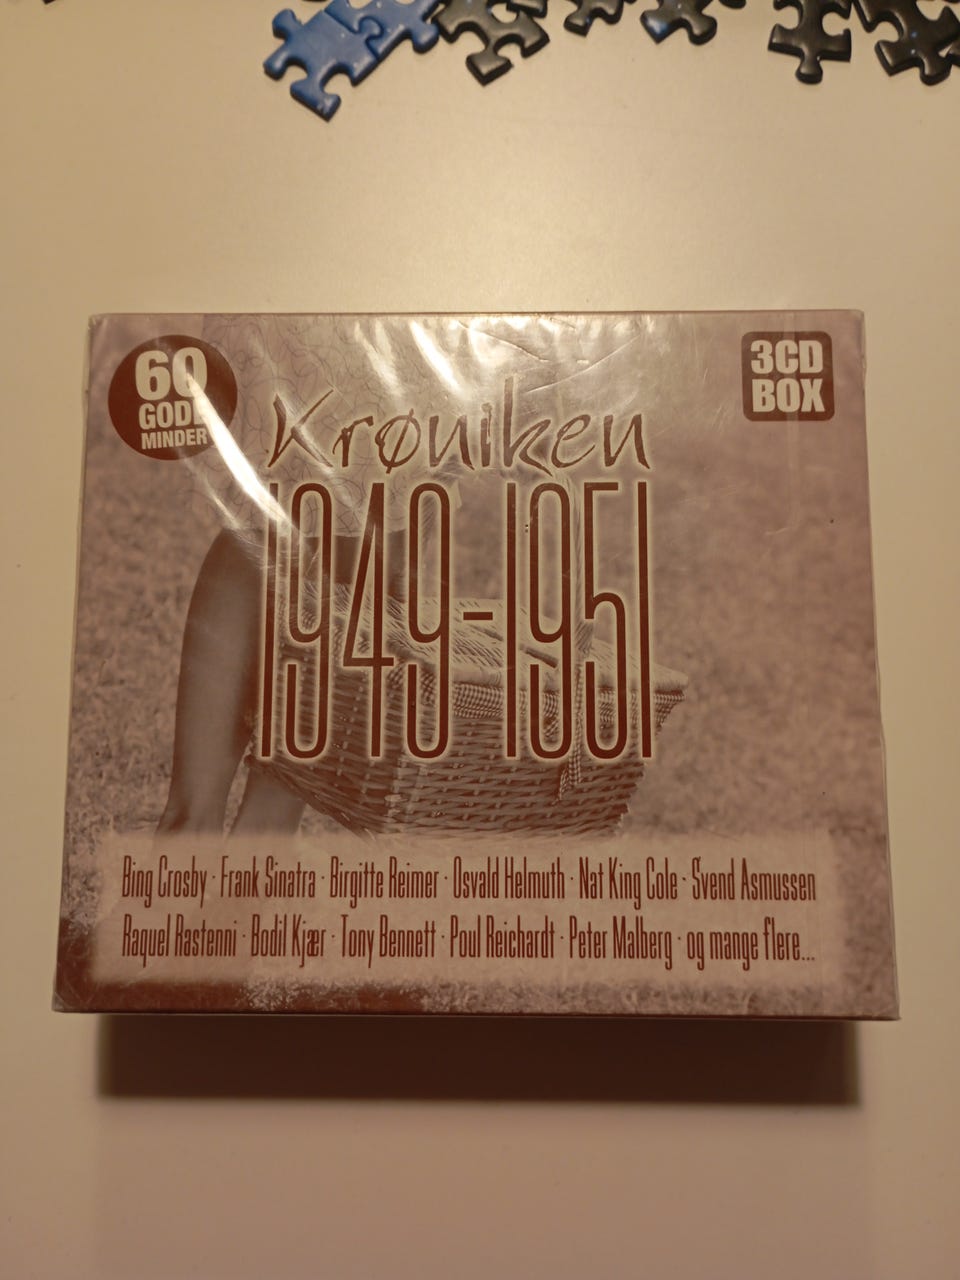 60
GODE
MINDER
3CD
BOX
Krøniken
1949-1951
Bing Crosby · Frank Sinatra · Birgitte Reimer · Osvald Helmuth · Nat King Cole · Svend Asmussen
Raquel Rastenni · Bodil Kjær · Tony Bennett · Poul Reichardt · Peter Malberg · og mange flere...